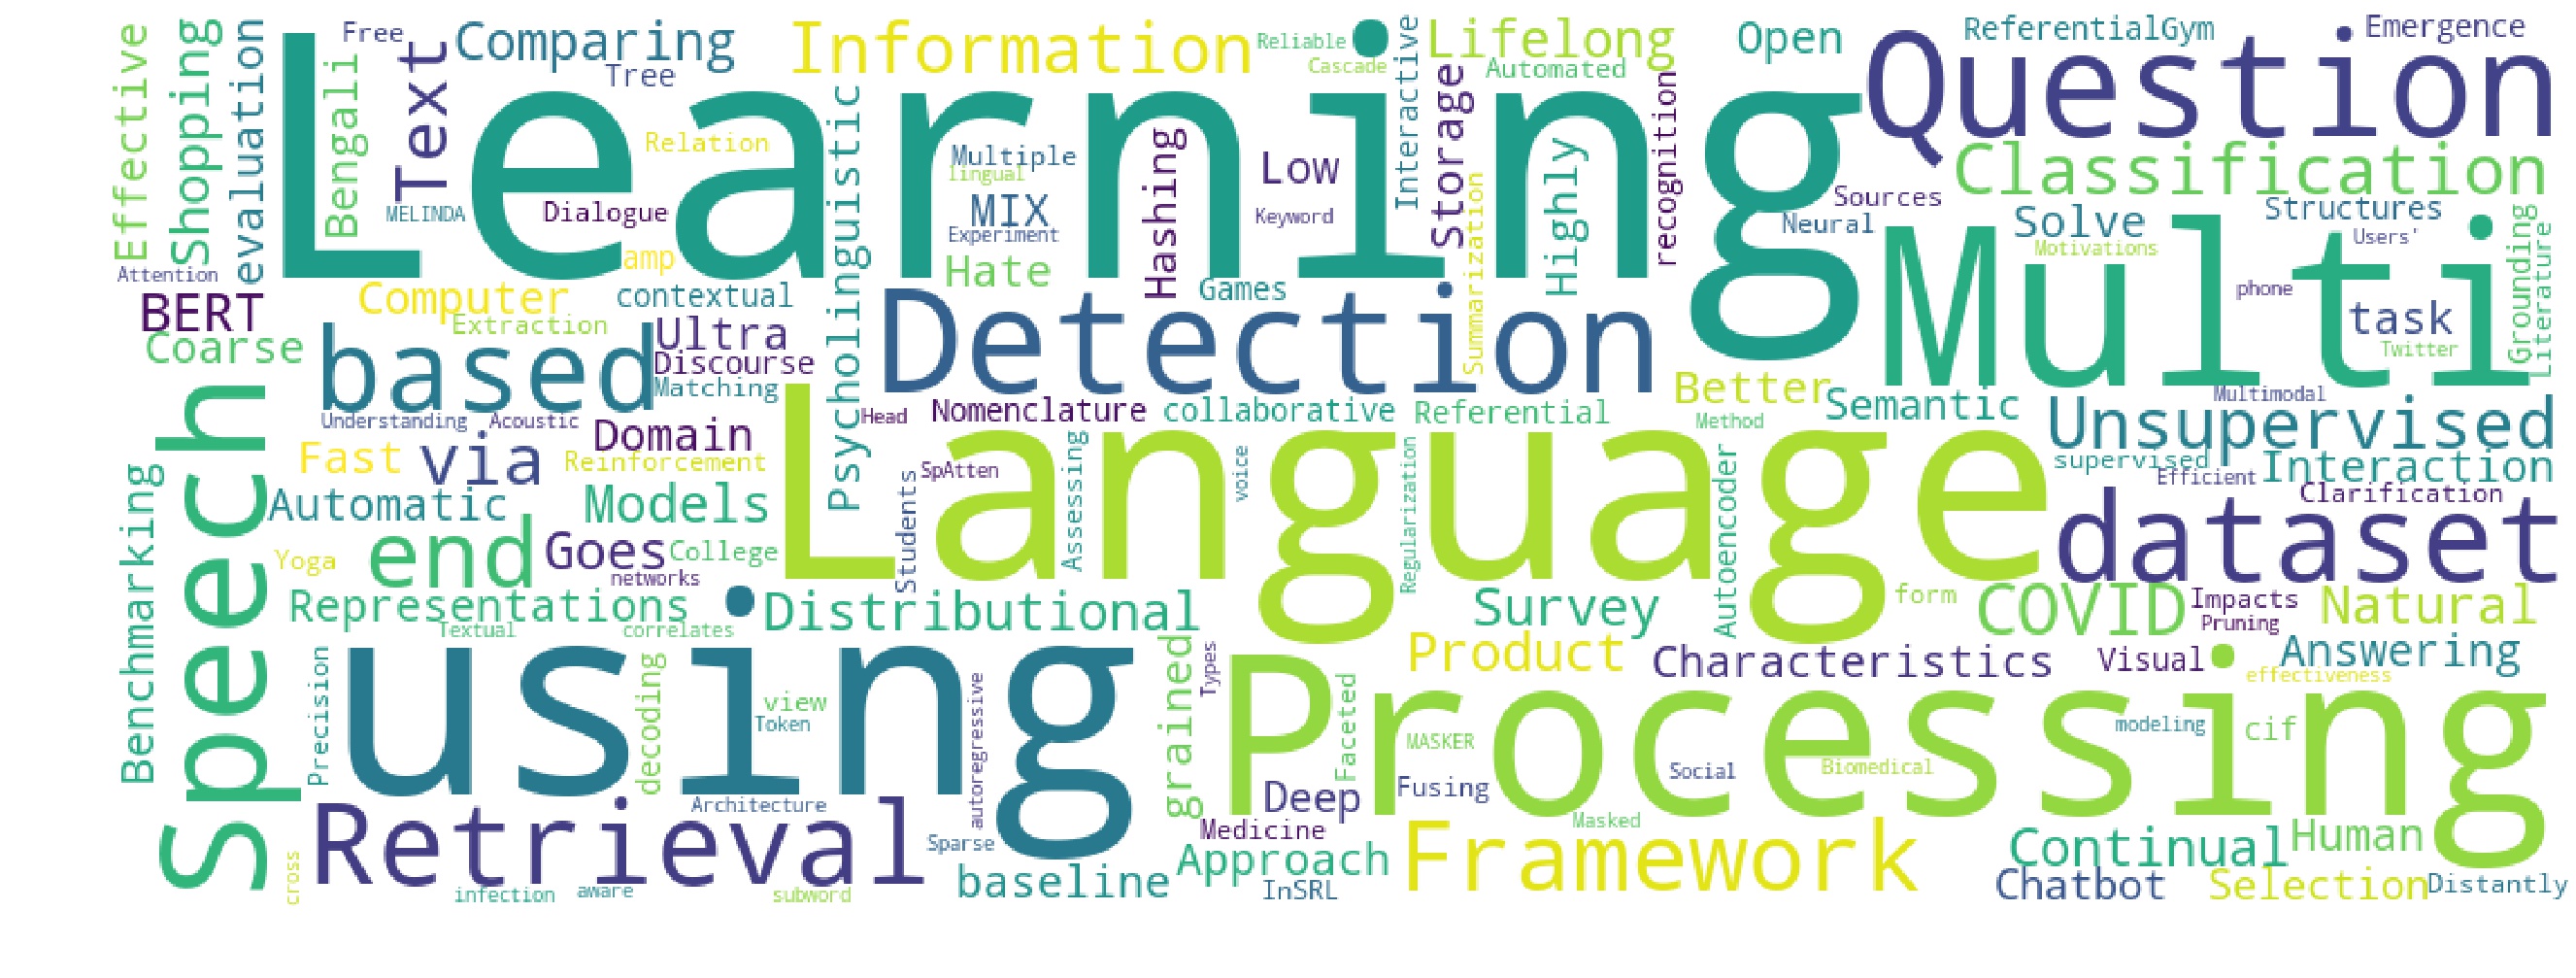 Effective
Shopping
evaluation
Free
Text
Comparing
Information
Reliable
Cascade
Interactive
Lifelong
Automated
Open
ReferentialGym
Emergence
Learning
Question
Bengali
Tree
Relation
Psycholinguistic
Multiple
lingual
Hashing
Low
Storage
Highly
recognition
Classification
MELINDA
Dialogue
MIX
Keyword
Summarization
Sources
Neural
Solve
Structures
Experiment
Motivations
Users'
Grounding
Literature
Attention
amp
Hate
Multi
BERT
Computer
contextual
Games
Detection
phone
Coarse
Extraction
Ultra
task
based
Discourse
Twitter
Matching
Better
Multimodal
Speech
Understanding
Acoustic
Domain
Head
Nomenclature
collaborative
Referential
Method
Semantic
Unsupervised
Fast
via
Reinforcement
SpAtten
Language
supervised
Efficient
Interaction
Benchmarking
Automatic
Models
Students
Assessing
voice
Regularization
Autoencoder
Clarification
dataset
Yoga
end
Goes
College
networks
Representations
Distributional
Survey
form
COVID
Impacts
Natural
Textual
correlates
Pruning
Precision
using
decoding
view
Token
autoregressive
grained
Types
Product
Characteristics
Visual
Answering
effectiveness
Faceted
Processing
MASKER
modeling
cif
Social
Biomedical
Deep
Fusing
Architecture
Retrieval
Sparse
Medicine
Masked
Framework
Continual
Human
cross
infection
aware
subword
baseline
Approach
InSRL
Chatbot
Selection
Distantly